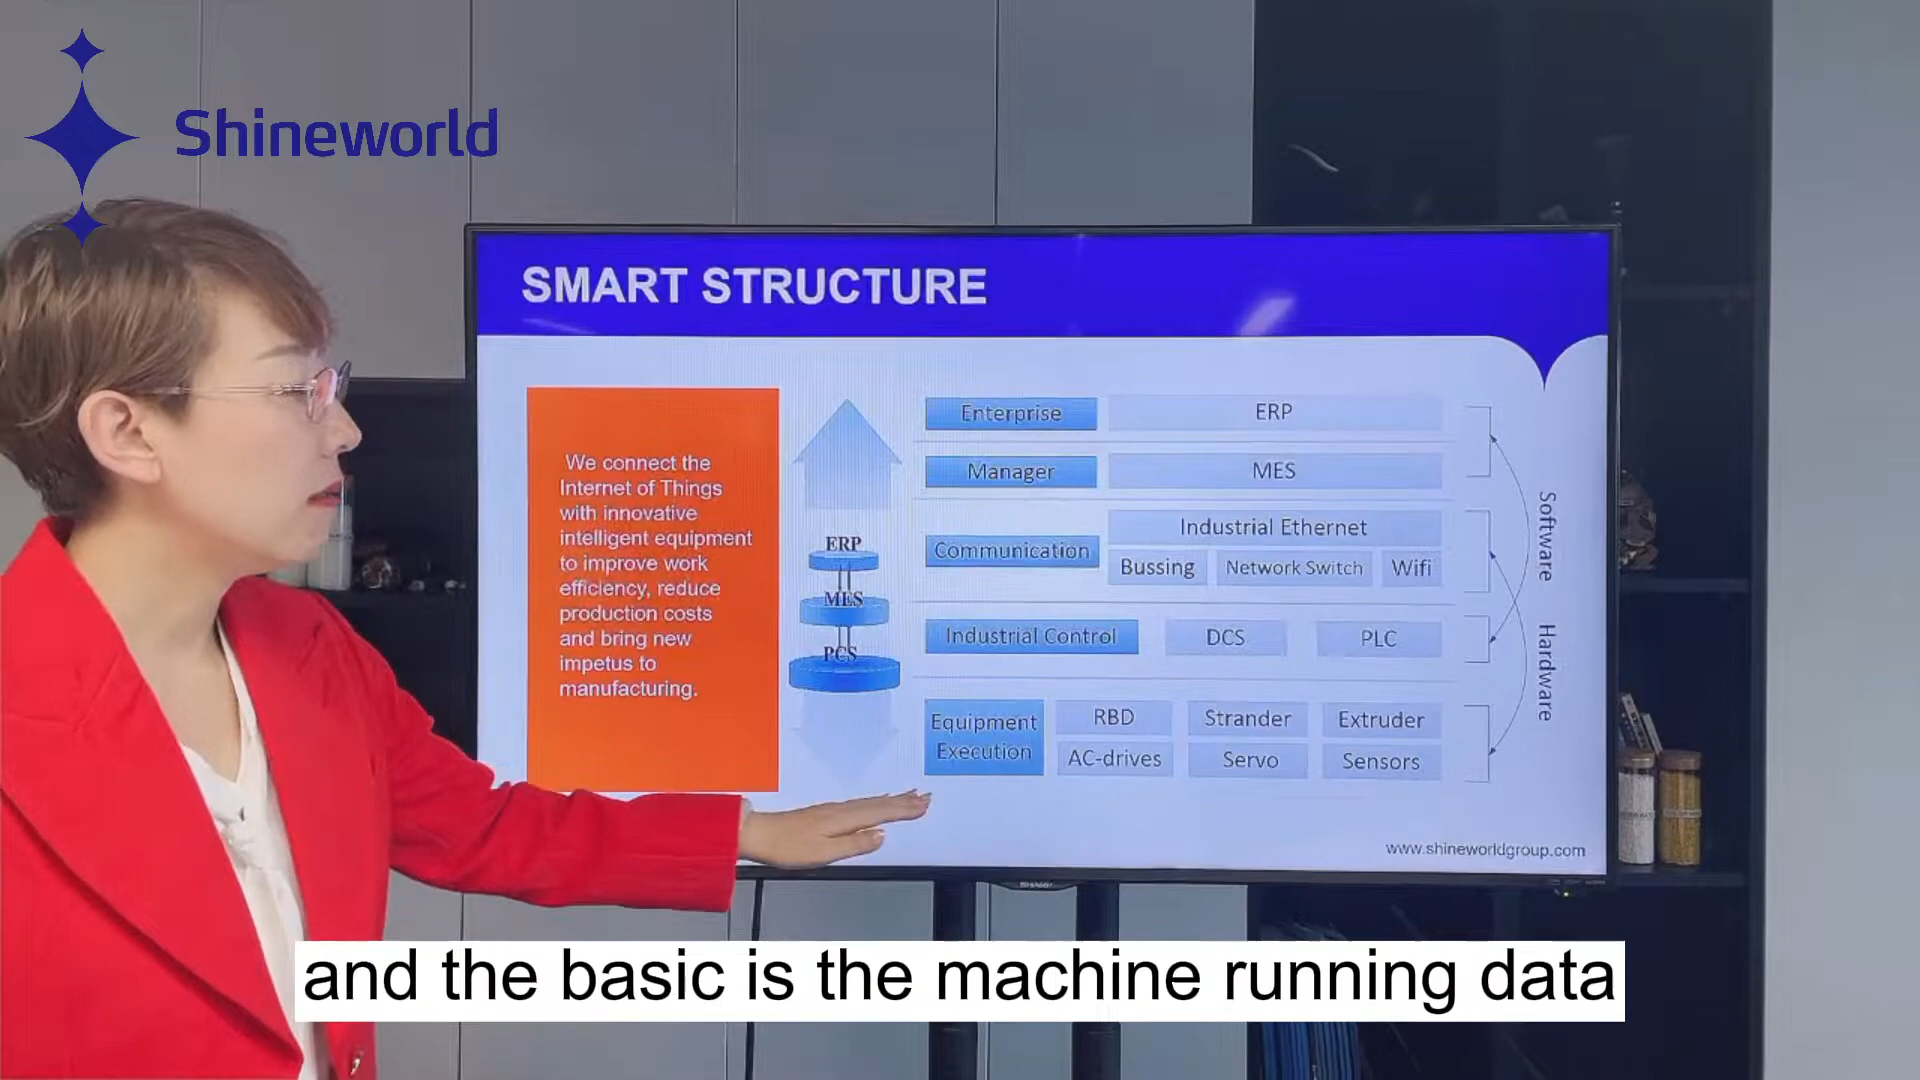 Shineworld
SMART STRUCTURE
We connect the
Internet of Things
with innovative
intelligent equipment
to improve work
efficiency, reduce
production costs
and bring new
impetus to
manufacturing.
ERP
MES
PCS
Enterprise ERP
Manager MES
Communication
Industrial Ethernet
Bussing Network Switch Wifi
Industrial Control DCS PLC
Equipment
Execution
RBD Strander Extruder
AC-drives Servo Sensors
Software
Hardware
www.shineworldgroup.com
SHARP
and the basic is the machine running data